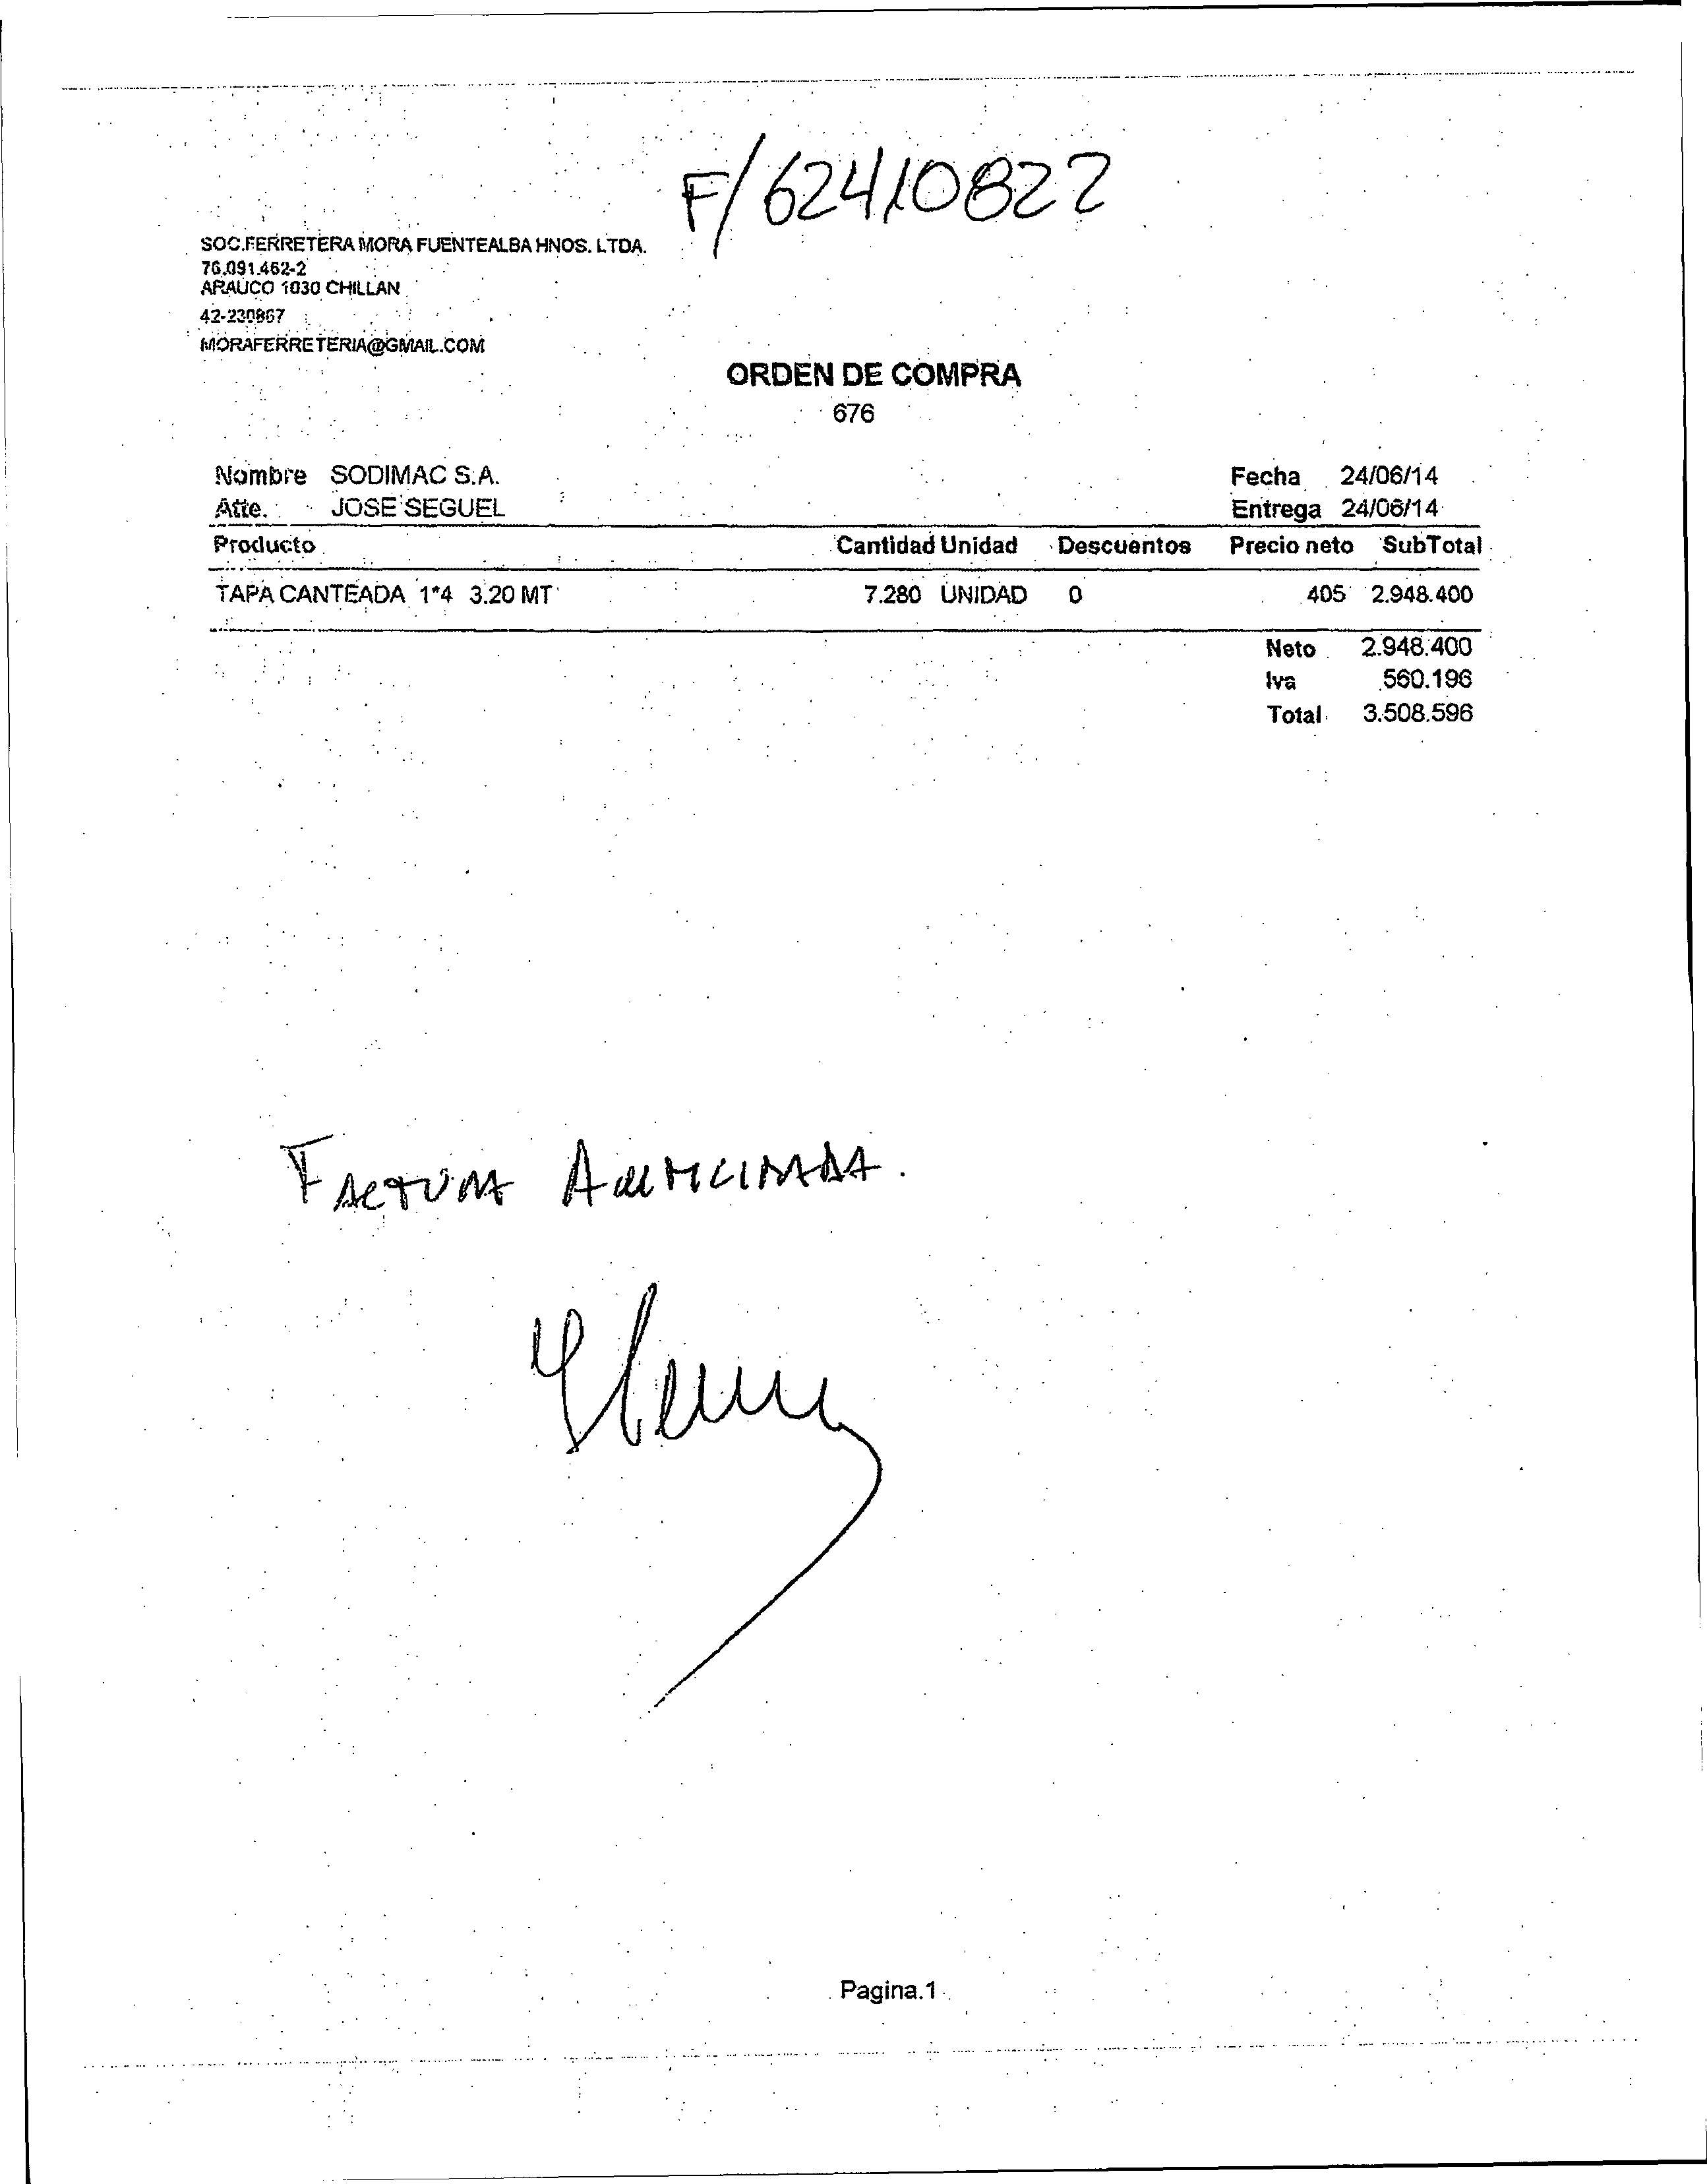 F/62410822
SOC.FERRETERA MORA FUENTEALBA HNOS. LTDA.
76.091.462-2
ARAUCO 1030 CHILLAN
42-230867
MORAFERRETERIA@GMAIL.COM
ORDEN DE COMPRA
676
Nombre SODIMAC S.A. Fecha 24/06/14
Atte. : JOSE SEGUEL Entrega 24/06/14
Producto Cantidad Unidad Descuentos Precio neto SubTotal
TAPA CANTEADA 1*4 3.20 MT 7.280 UNIDAD 0 405 2.948.400
Neto 2.948.400
Iva 560.196
Total 3.508.596
FACTURA
Pagina.1